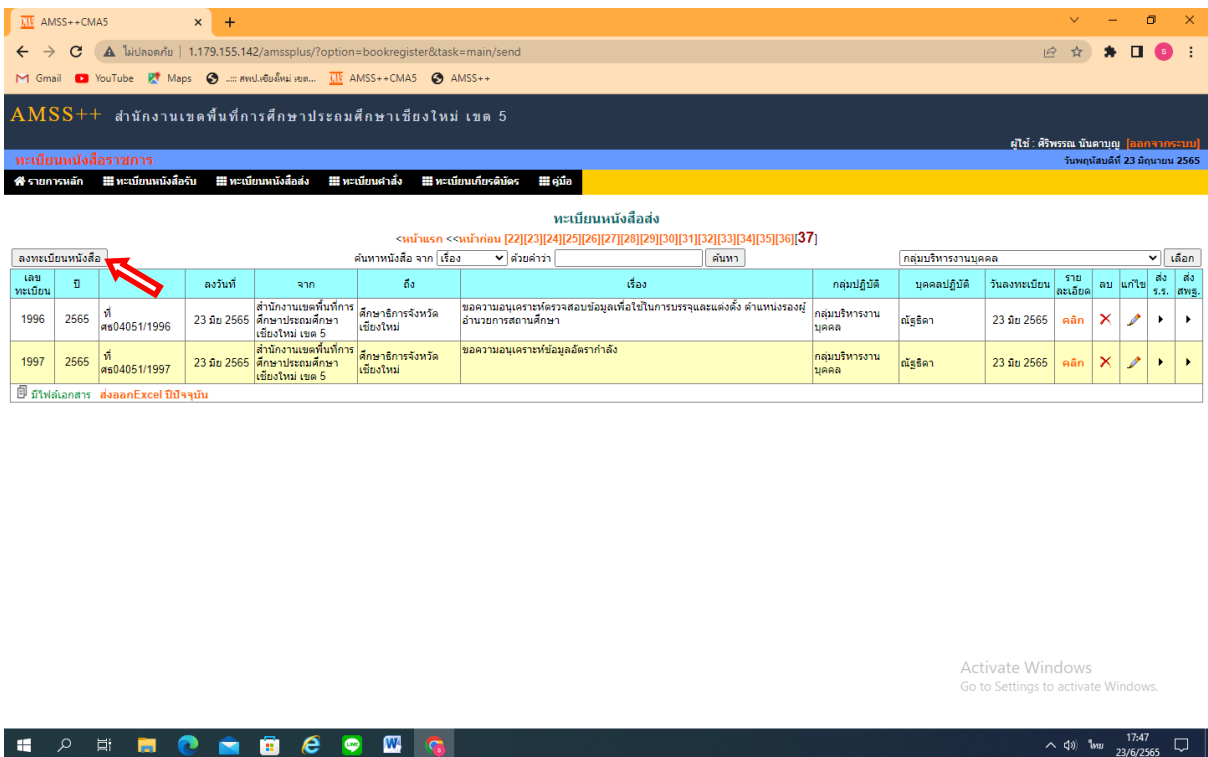 AMSS++CMA5
ไม่ปลอดภัย | 1.179.155.142/amssplus/?option=bookregister&task=main/send
Gmail YouTube Maps ..::: สพป.เชียงใหม่ เขต... AMSS++CMA5 AMSS++
AMSS++ สำนักงานเขตพื้นที่การศึกษาประถมศึกษาเชียงใหม่ เขต 5
ผู้ใช้ : ศิริพรรณ นันตาบุญ [ออกจากระบบ]
ทะเบียนหนังสือราชการ วันพฤหัสบดีที่ 23 มิถุนายน 2565
รายการหลัก ทะเบียนหนังสือรับ ทะเบียนหนังสือส่ง ทะเบียนคำสั่ง ทะเบียนเกียรติบัตร คู่มือ
ทะเบียนหนังสือส่ง
<หน้าแรก <<หน้าก่อน [22][23][24][25][26][27][28][29][30][31][32][33][34][35][36][37]
ลงทะเบียนหนังสือ ค้นหาหนังสือ จาก เรื่อง ด้วยคำว่า ค้นหา กลุ่มบริหารงานบุคคล เลือก
เลขทะเบียน ปี ลงวันที่ จาก ถึง เรื่อง กลุ่มปฏิบัติ บุคคลปฏิบัติ วันลงทะเบียน รายละเอียด ลบ แก้ไข ส่ง ร.ร. ส่ง สพฐ.
1996 2565 ที่ ศธ04051/1996 23 มิย 2565 สำนักงานเขตพื้นที่การศึกษาประถมศึกษาเชียงใหม่ เขต 5 ศึกษาธิการจังหวัดเชียงใหม่ ขอความอนุเคราะห์ตรวจสอบข้อมูลเพื่อใช้ในการบรรจุและแต่งตั้ง ตำแหน่งรองผู้อำนวยการสถานศึกษา กลุ่มบริหารงานบุคคล ณัฐธิดา 23 มิย 2565 คลิก
1997 2565 ที่ ศธ04051/1997 23 มิย 2565 สำนักงานเขตพื้นที่การศึกษาประถมศึกษาเชียงใหม่ เขต 5 ศึกษาธิการจังหวัดเชียงใหม่ ขอความอนุเคราะห์ข้อมูลอัตรากำลัง กลุ่มบริหารงานบุคคล ณัฐธิดา 23 มิย 2565 คลิก
มีไฟล์เอกสาร ส่งออกExcel ปีปัจจุบัน
Activate Windows
Go to Settings to activate Windows.
ไทย 17:47
23/6/2565